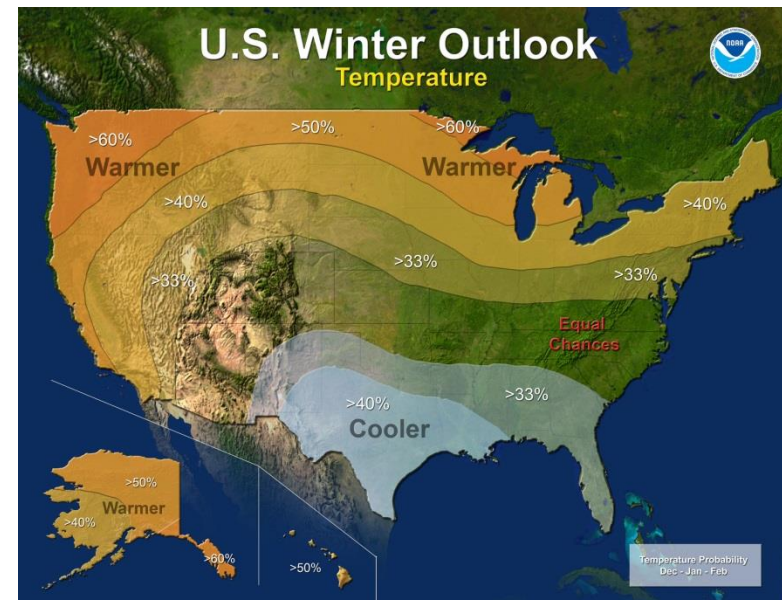 U.S. Winter Outlook
Temperature
NOAA
>60%
>50%
>60%
Warmer
Warmer
>40%
>40%
>33%
>33%
>33%
Equal
Chances
>40%
>33%
Cooler
>50%
Warmer
>40%
>60%
>50%
Temperature Probability
Dec - Jan - Feb